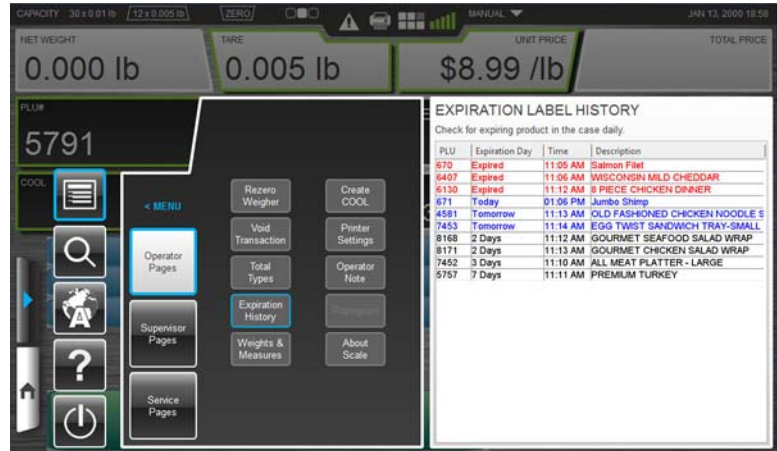 CAPACITY 30 x 0.01 lb 12 x 0.005 lb ZERO MANUAL JAN 13, 2000 18:58
NET WEIGHT TARE UNIT PRICE TOTAL PRICE
0.000 lb 0.005 lb $8.99 /lb
PLU#
5791
COOL
< MENU
Operator
Pages
Supervisor
Pages
Service
Pages
Rezero
Weigher
Create
COOL
Void
Transaction
Printer
Settings
Total
Types
Operator
Note
Expiration
History
Planogram
Weights &
Measures
About
Scale
EXPIRATION LABEL HISTORY
Check for expiring product in the case daily.
PLU Expiration Day Time Description
670 Expired 11:05 AM Salmon Filet
6407 Expired 11:06 AM WISCONSIN MILD CHEDDAR
6130 Expired 11:12 AM 8 PIECE CHICKEN DINNER
671 Today 01:06 PM Jumbo Shimp
4581 Tomorrow 11:13 AM OLD FASHIONED CHICKEN NOODLE S
7453 Tomorrow 11:14 AM EGG TWIST SANDWICH TRAY-SMALL
8168 2 Days 11:12 AM GOURMET SEAFOOD SALAD WRAP
8171 2 Days 11:13 AM GOURMET CHICKEN SALAD WRAP
7452 3 Days 11:10 AM ALL MEAT PLATTER - LARGE
5757 7 Days 11:11 AM PREMIUM TURKEY